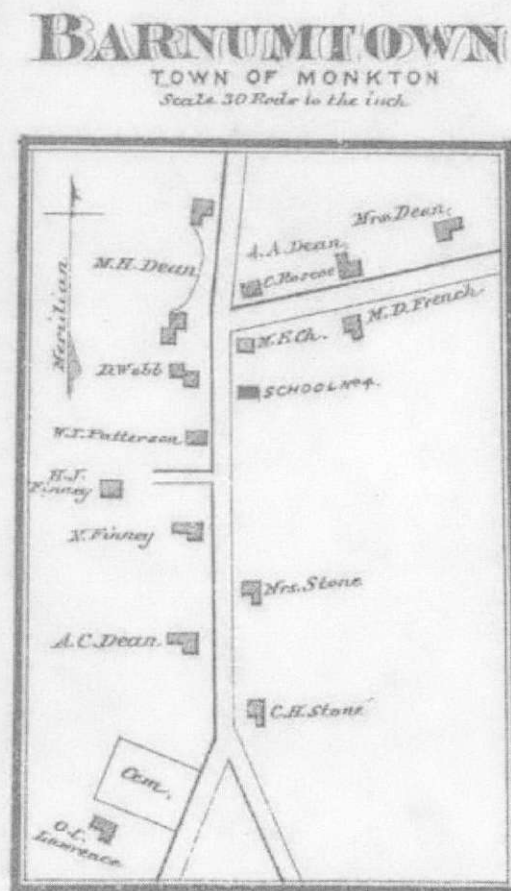 BARNUMTOWN
TOWN OF MONKTON
Scale 30 Rods to the inch
Meridian
M.H. Dean
Mrs. Dean.
A.A. Dean.
C. Roscoe
M.D. French.
M.E. Ch.
D. Webb
SCHOOL No 4.
W.T. Patterson
H.J.
Finney
N. Finney
Mrs. Stone
A.C. Dean.
C.H. Stone
Cem.
O.L.
Lawrence